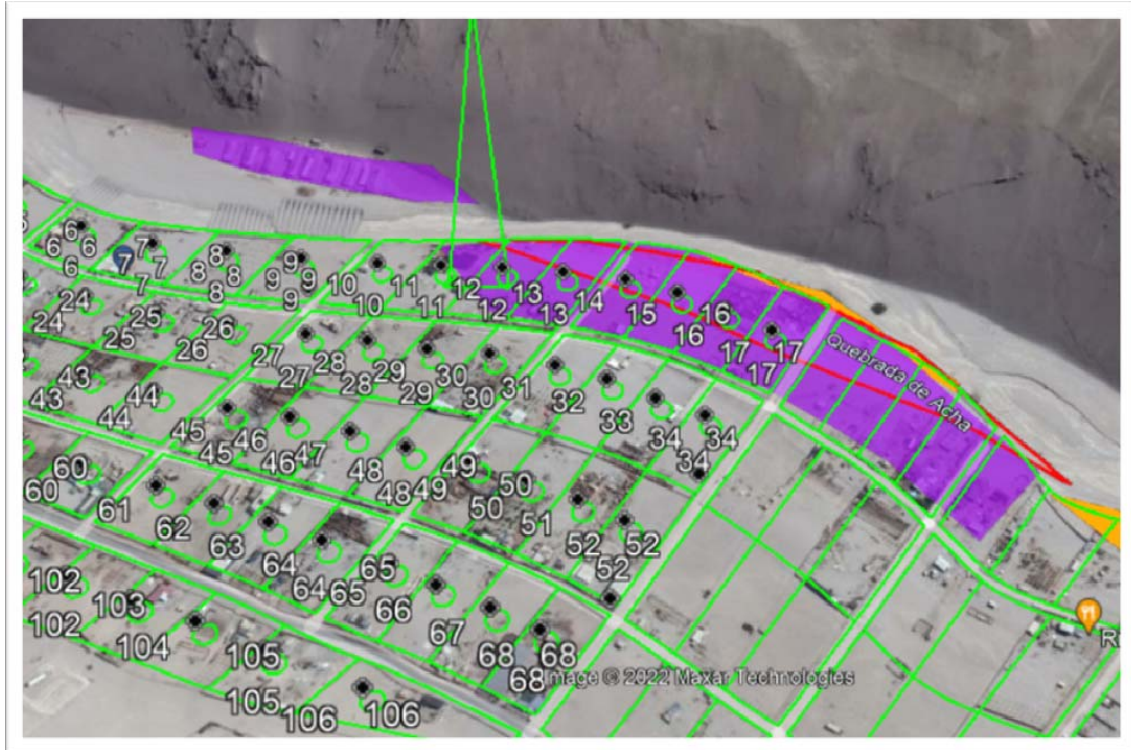 6 6 6 6 7 7 7 7 7 8 8 8 8 9 9 9 9 9 10 10 10 11 11 12 12 13 13 14 15 16 16 17 17 17
Quebrada de Acha
24 24 25 25 26 26 27 27 28 28 29 29 30 30 31 32 33 34 34 34
43 43 44 44 45 45 46 46 47 48 48 49 49 50 50 51 52 52 52
60 60 61 62 63 64 64 65 65 66 67 68 68 68
102 102 103 104 105 105 106 106
Image © 2022 Maxar Technologies